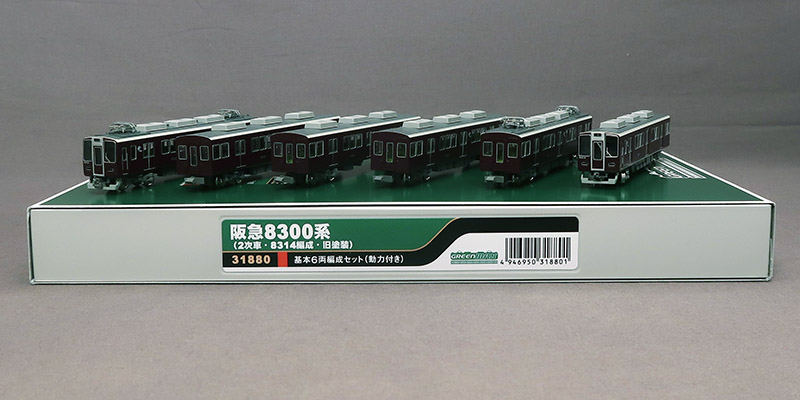 阪急8300系
(2次車・8314編成・旧塗装)
31880
基本6両編成セット(動力付き)
GREENMAX
4 946950 318801